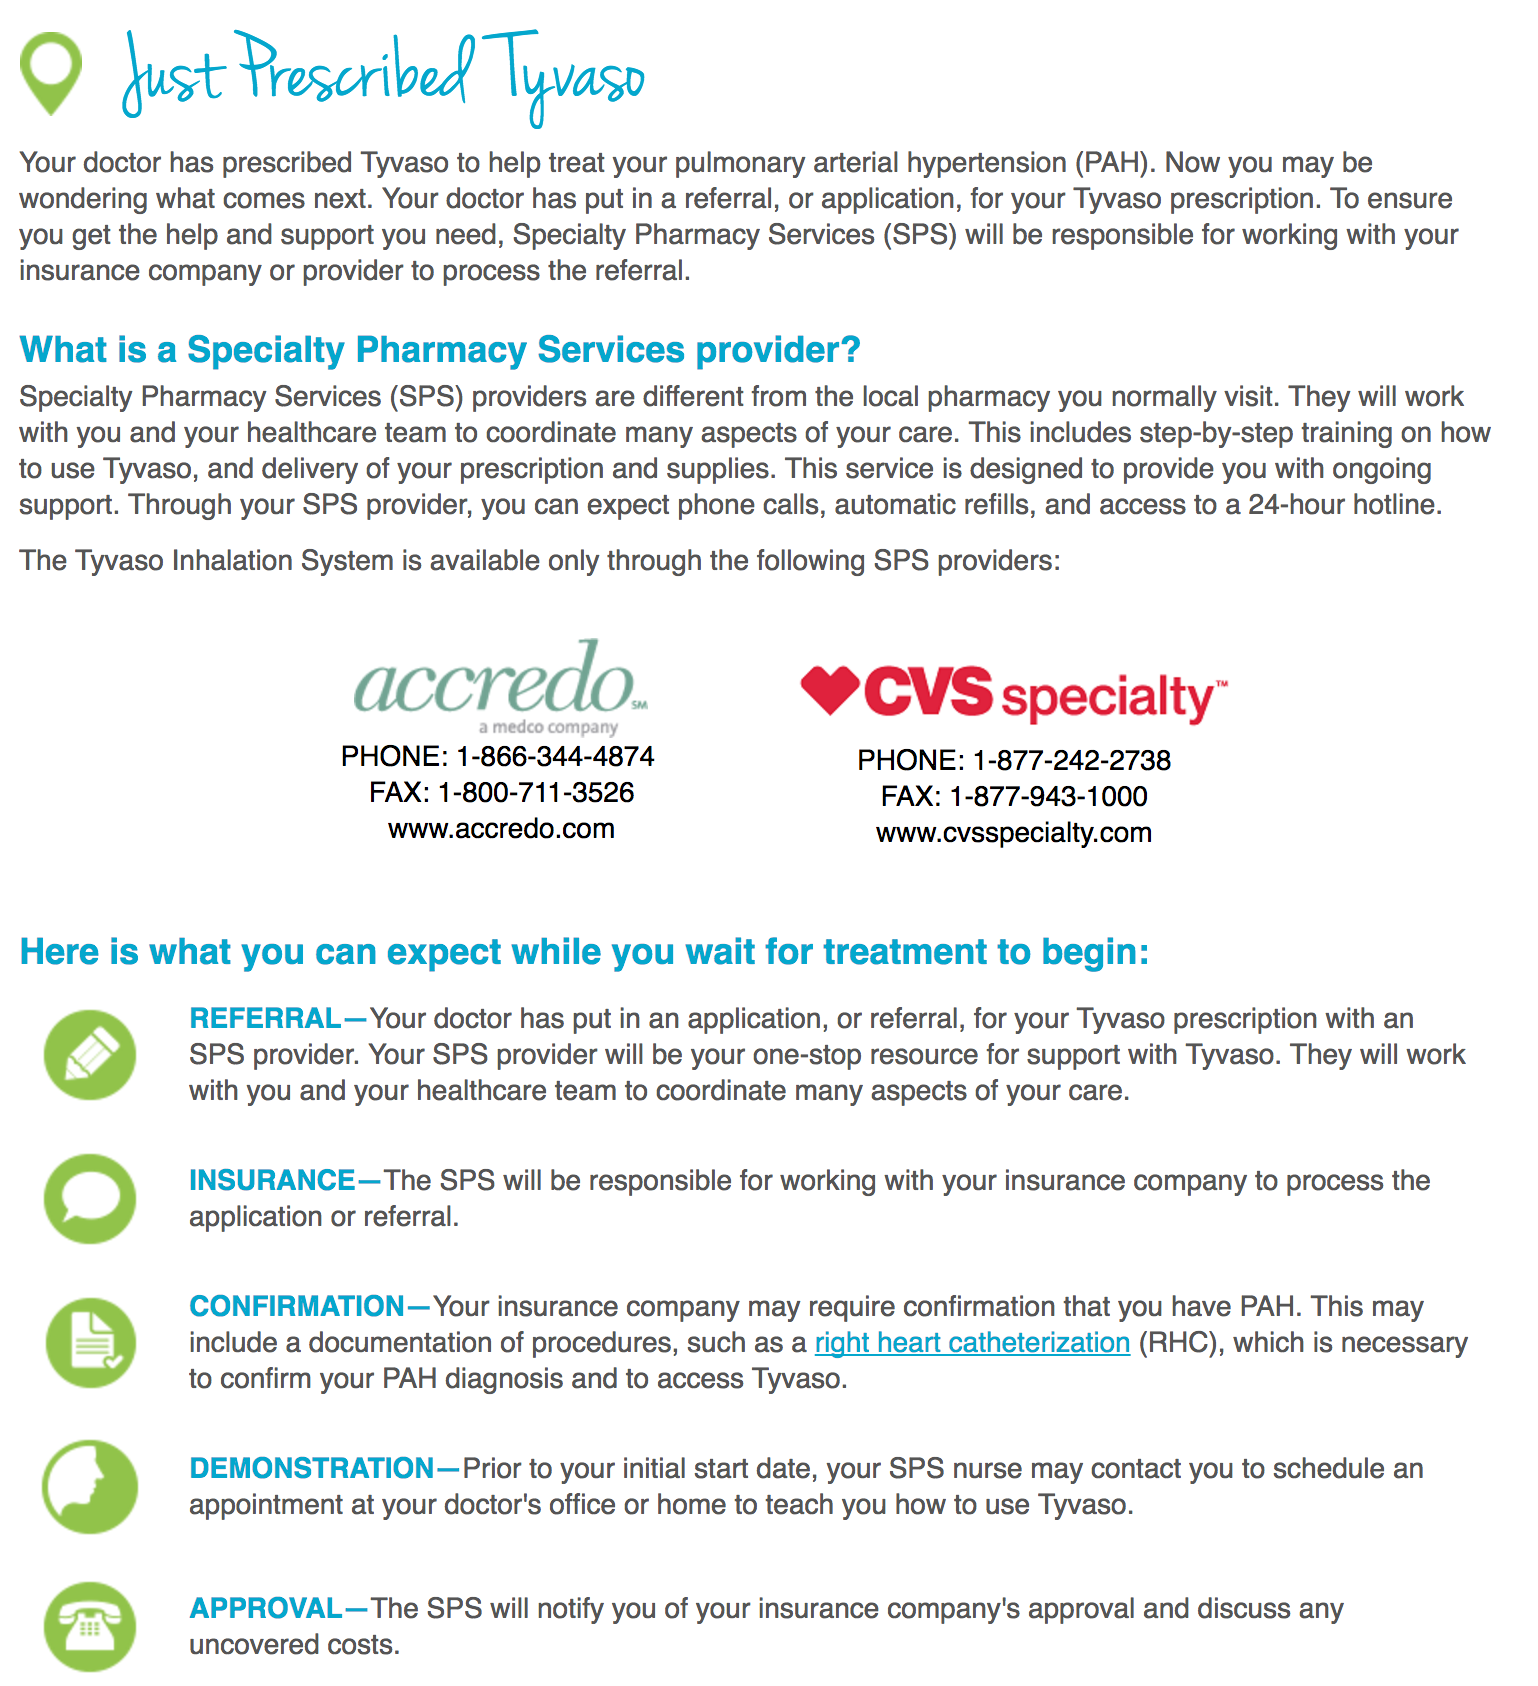 Just Prescribed Tyvaso
Your doctor has prescribed Tyvaso to help treat your pulmonary arterial hypertension (PAH). Now you may be
wondering what comes next. Your doctor has put in a referral, or application, for your Tyvaso prescription. To ensure
you get the help and support you need, Specialty Pharmacy Services (SPS) will be responsible for working with your
insurance company or provider to process the referral.
What is a Specialty Pharmacy Services provider?
Specialty Pharmacy Services (SPS) providers are different from the local pharmacy you normally visit. They will work
with you and your healthcare team to coordinate many aspects of your care. This includes step-by-step training on how
to use Tyvaso, and delivery of your prescription and supplies. This service is designed to provide you with ongoing
support. Through your SPS provider, you can expect phone calls, automatic refills, and access to a 24-hour hotline.
The Tyvaso Inhalation System is available only through the following SPS providers:
accredo SM
a medco company
PHONE: 1-866-344-4874
FAX: 1-800-711-3526
www.accredo.com
CVS specialty™
PHONE: 1-877-242-2738
FAX: 1-877-943-1000
www.cvsspecialty.com
Here is what you can expect while you wait for treatment to begin:
REFERRAL—Your doctor has put in an application, or referral, for your Tyvaso prescription with an
SPS provider. Your SPS provider will be your one-stop resource for support with Tyvaso. They will work
with you and your healthcare team to coordinate many aspects of your care.
INSURANCE—The SPS will be responsible for working with your insurance company to process the
application or referral.
CONFIRMATION—Your insurance company may require confirmation that you have PAH. This may
include a documentation of procedures, such as a right heart catheterization (RHC), which is necessary
to confirm your PAH diagnosis and to access Tyvaso.
DEMONSTRATION—Prior to your initial start date, your SPS nurse may contact you to schedule an
appointment at your doctor's office or home to teach you how to use Tyvaso.
APPROVAL—The SPS will notify you of your insurance company's approval and discuss any
uncovered costs.